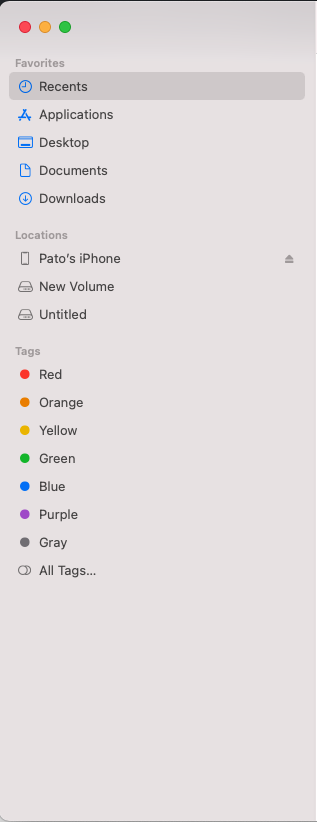 Favorites
Recents
Applications
Desktop
Documents
Downloads
Locations
Pato’s iPhone
New Volume
Untitled
Tags
Red
Orange
Yellow
Green
Blue
Purple
Gray
All Tags...